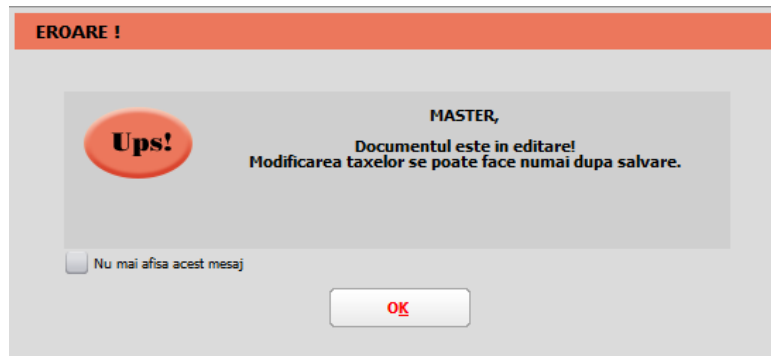 EROARE !
MASTER,
Ups!
Documentul este in editare!
Modificarea taxelor se poate face numai dupa salvare.
Nu mai afisa acest mesaj
OK